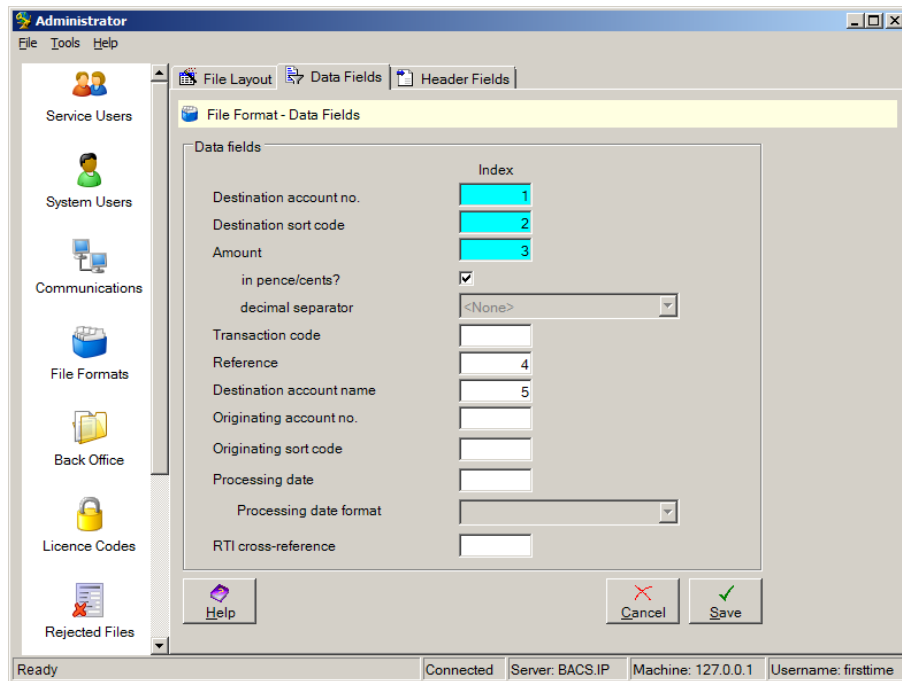 Administrator
File Tools Help
Service Users
System Users
Communications
File Formats
Back Office
Licence Codes
Rejected Files
File Layout Data Fields Header Fields
File Format - Data Fields
Data fields
Index
Destination account no. 1
Destination sort code 2
Amount 3
in pence/cents?
decimal separator <None>
Transaction code
Reference 4
Destination account name 5
Originating account no.
Originating sort code
Processing date
Processing date format
RTI cross-reference
Help Cancel Save
Ready Connected Server: BACS.IP Machine: 127.0.0.1 Username: firsttime